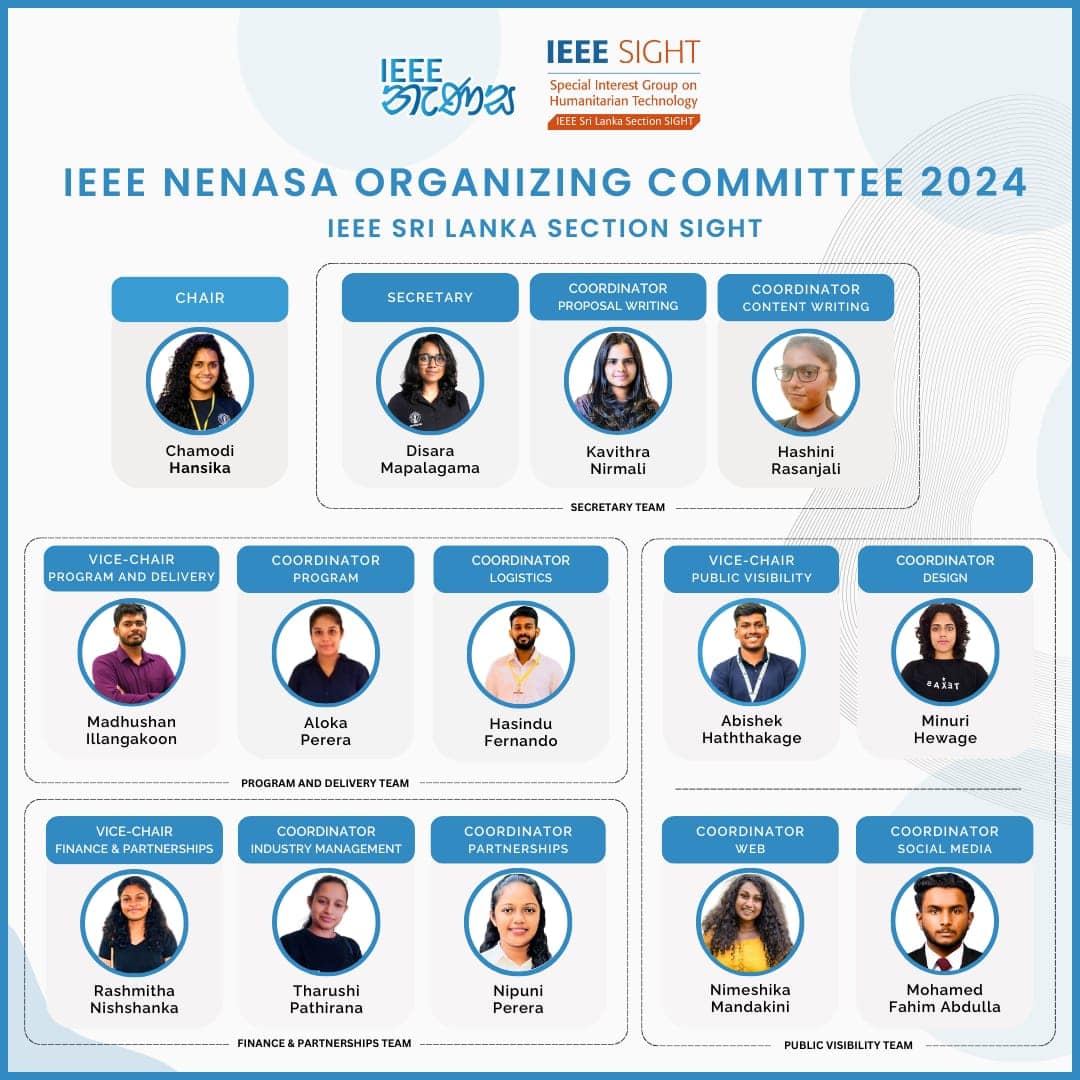 IEEE
නැණස
IEEE SIGHT
Special Interest Group on
Humanitarian Technology
IEEE Sri Lanka Section SIGHT
IEEE NENASA ORGANIZING COMMITTEE 2024
IEEE SRI LANKA SECTION SIGHT
CHAIR
Chamodi
Hansika
SECRETARY
Disara
Mapalagama
COORDINATOR
PROPOSAL WRITING
Kavithra
Nirmali
COORDINATOR
CONTENT WRITING
Hashini
Rasanjali
SECRETARY TEAM
VICE-CHAIR
PROGRAM AND DELIVERY
Madhushan
Illangakoon
COORDINATOR
PROGRAM
Aloka
Perera
COORDINATOR
LOGISTICS
Hasindu
Fernando
PROGRAM AND DELIVERY TEAM
VICE-CHAIR
PUBLIC VISIBILITY
Abishek
Haththakage
COORDINATOR
DESIGN
TEXAS
Minuri
Hewage
VICE-CHAIR
FINANCE & PARTNERSHIPS
Rashmitha
Nishshanka
COORDINATOR
INDUSTRY MANAGEMENT
Tharushi
Pathirana
COORDINATOR
PARTNERSHIPS
Nipuni
Perera
FINANCE & PARTNERSHIPS TEAM
COORDINATOR
WEB
Nimeshika
Mandakini
COORDINATOR
SOCIAL MEDIA
Mohamed
Fahim Abdulla
PUBLIC VISIBILITY TEAM